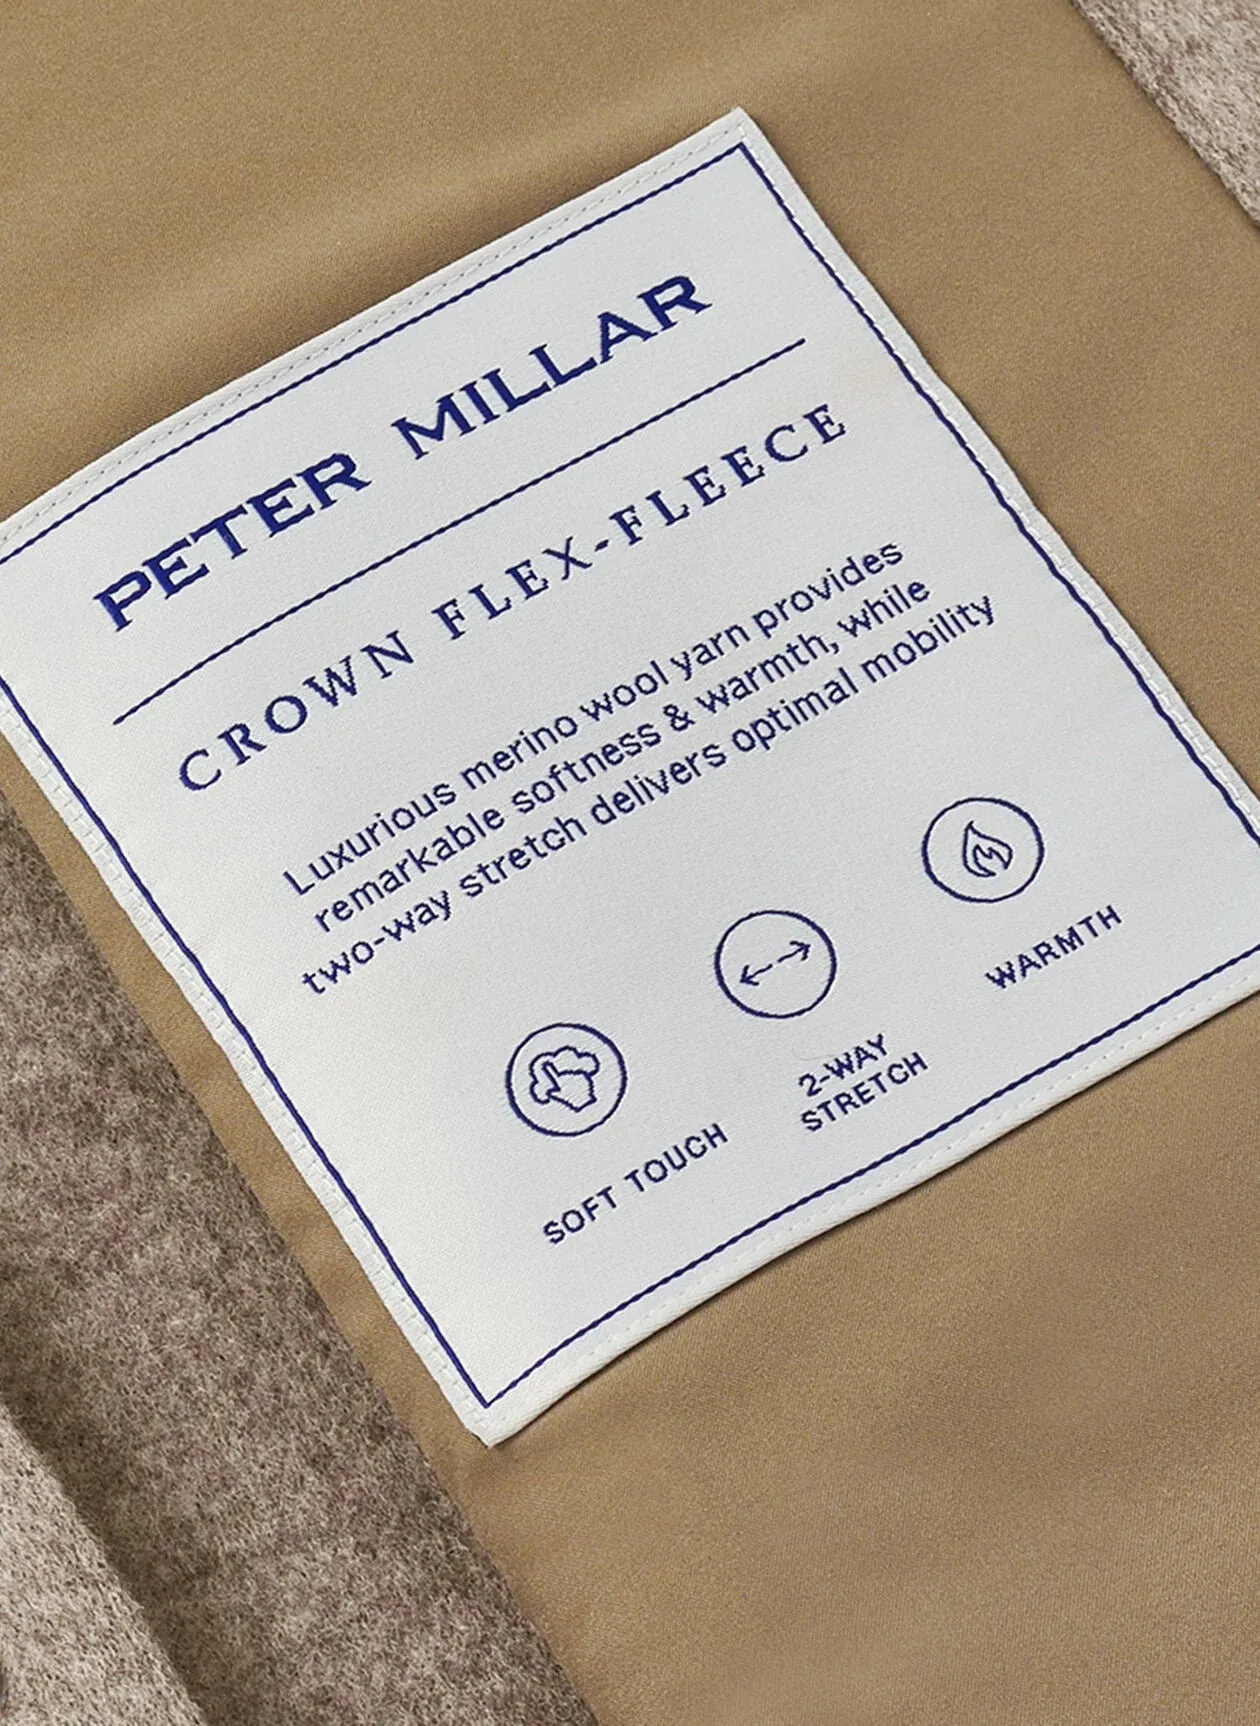 PETER MILLAR
CROWN FLEX-FLEECE
Luxurious merino wool yarn provides
remarkable softness & warmth, while
two-way stretch delivers optimal mobility
SOFT TOUCH
2-WAY
STRETCH
WARMTH